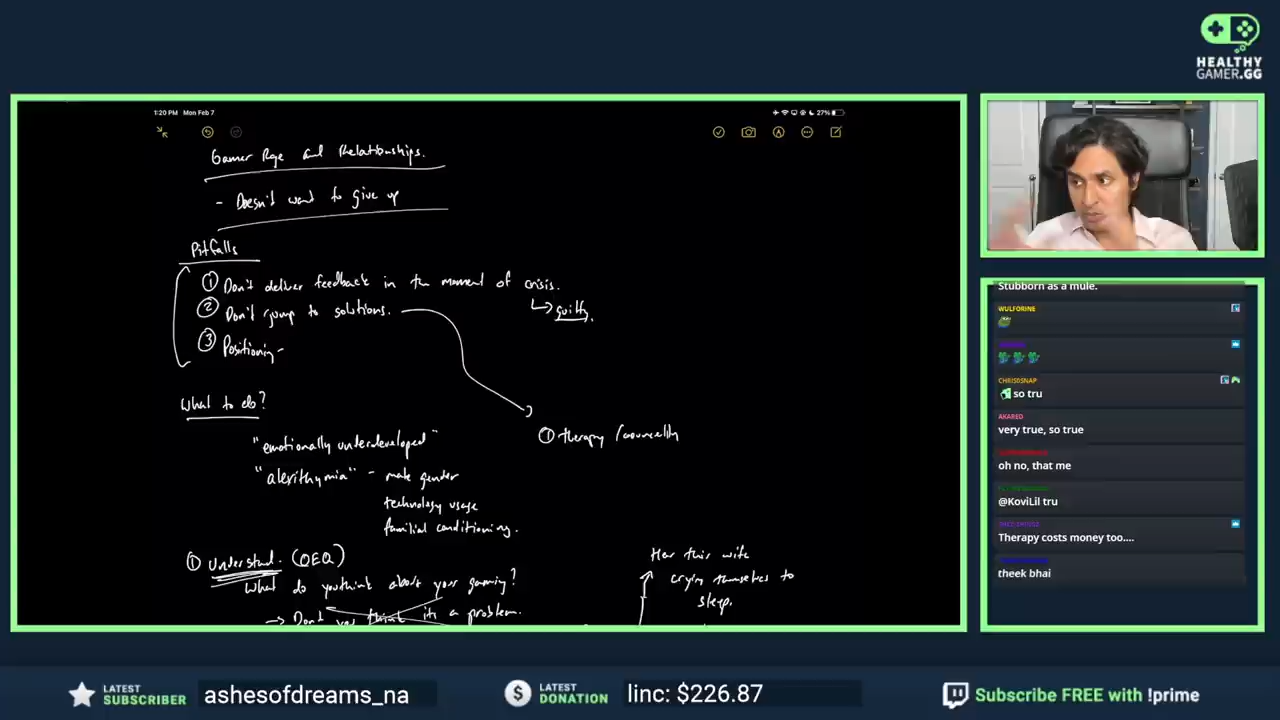 HEALTHY
GAMER.GG
1:20 PM Mon Feb 7
27%
Gamer Rage and Relationships.
- Doesn't want to give up
Pitfalls
① Don't deliver feedback in the moment of crisis.
↳ guilty.
② Don't jump to solutions.
③ Positioning -
What to do?
① therapy /
"emotionally underdeveloped"
"alexithymia" - male gender
technology usage
familial conditioning.
① Understand. (OEQ)
What do you think about your gaming?
→ Don't you think it's a problem.
Hear this wife
crying themselves to
sleep.
Stubborn as a mule.
WULFORINE
CHRISDSNAP
so tru
AKARED
very true, so true
oh no, that me
@KoviLil tru
Therapy costs money too....
theek bhai
LATEST
SUBSCRIBER
ashesofdreams_na
LATEST
DONATION
linc: $226.87
Subscribe FREE with !prime